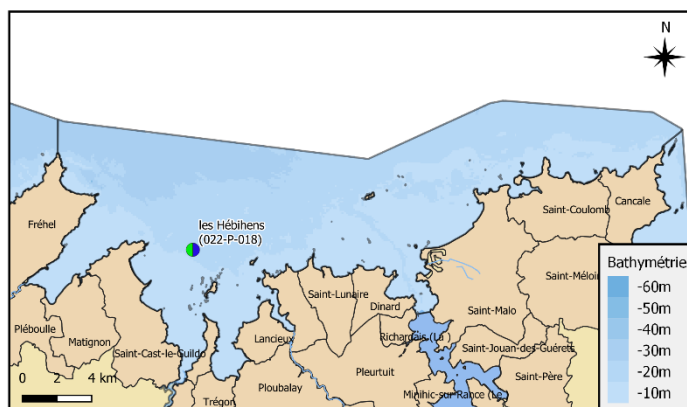 N
Cancale
Saint-Coulomb
les Hébihens
(022-P-018)
Fréhel
Bathymétrie
-60m
-50m
-40m
-30m
-20m
-10m
Saint-Méloir
Saint-Lunaire
Dinard
Saint-Malo
Pléboulle
Matignon
Saint-Cast-le-Guildo
Lancieux
Richardais (La
Saint-Jouan-des-Guérets
Pleurtuit
Saint-Père
Trégon
Ploubalay
Minihic-sur-Rance (Le
0 2 4 km